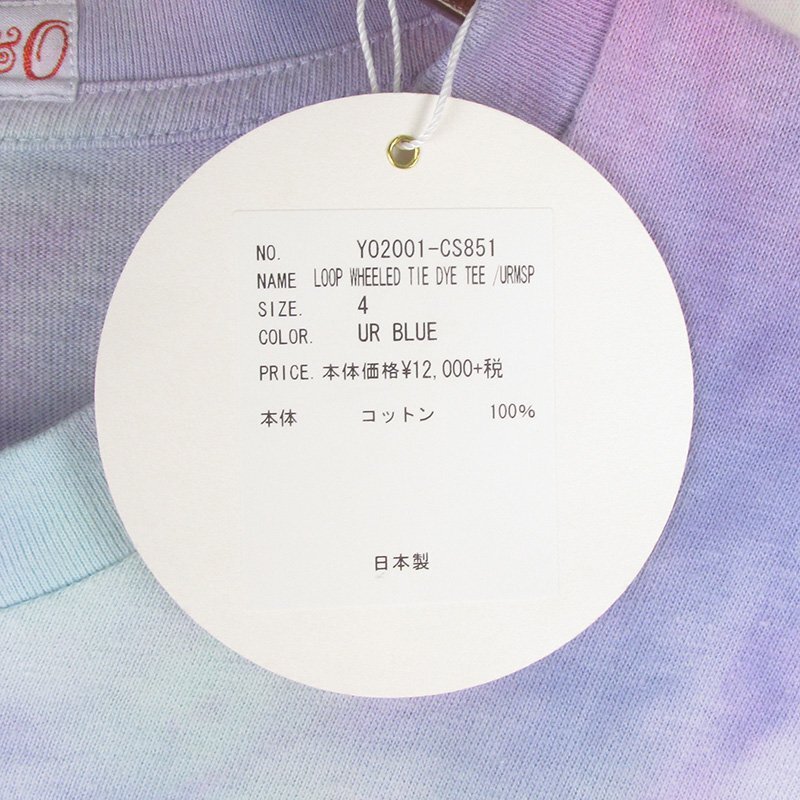 &O
NO. YO2001-CS851
NAME LOOP WHEELED TIE DYE TEE /URMSP
SIZE. 4
COLOR. UR BLUE
PRICE. 本体価格¥12,000+税
本体 コットン 100%
日本製